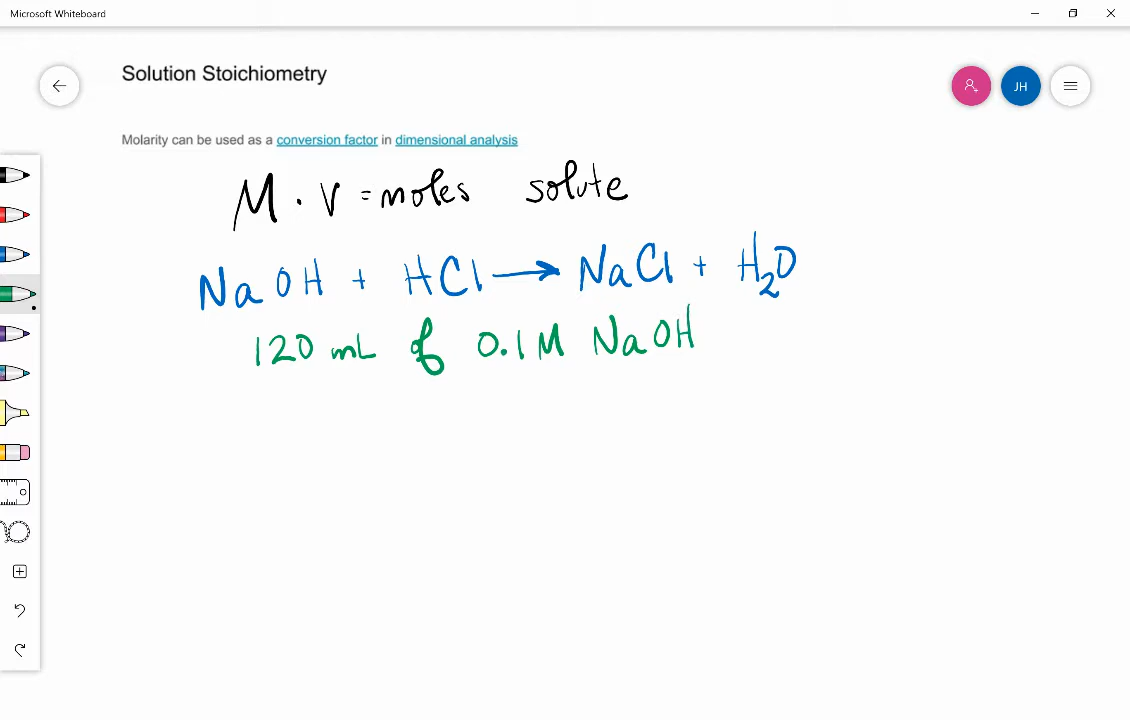 Microsoft Whiteboard
Solution Stoichiometry
JH
Molarity can be used as a conversion factor in dimensional analysis
M · V = moles solute
NaOH + HCl → NaCl + H₂O
120 mL of 0.1M NaOH